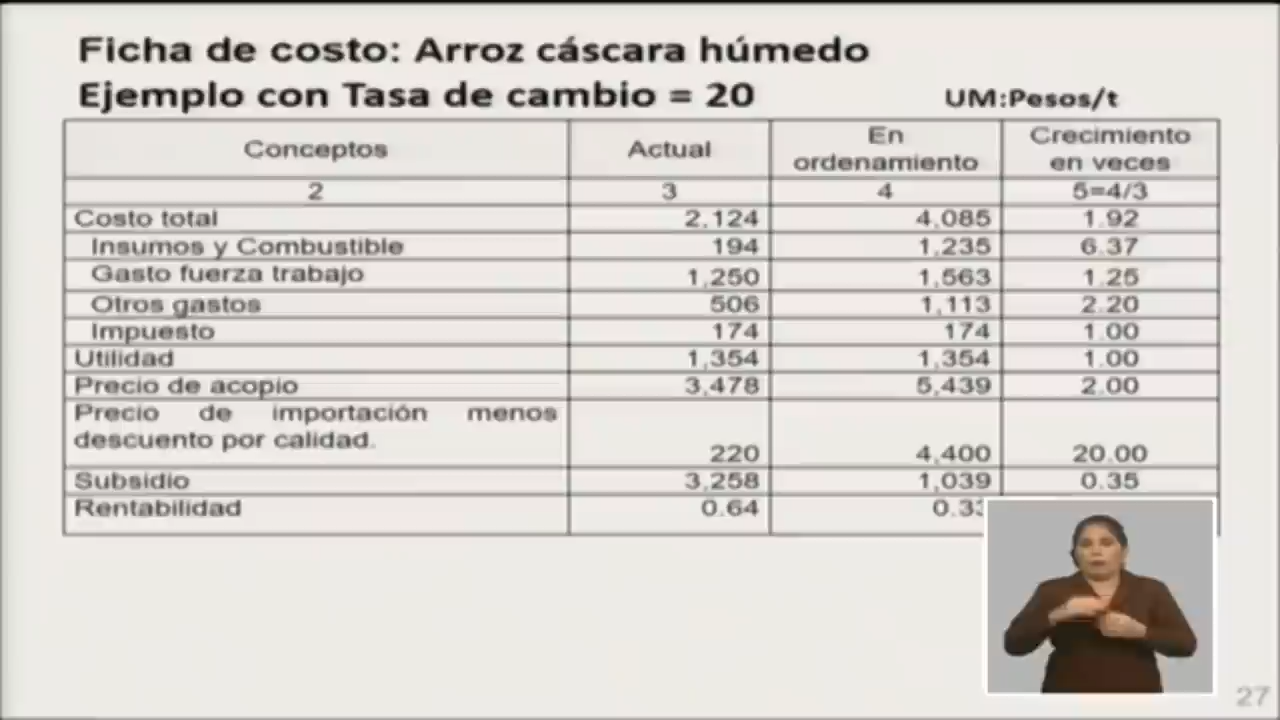 Ficha de costo: Arroz cáscara húmedo
Ejemplo con Tasa de cambio = 20 UM:Pesos/t
Conceptos Actual En ordenamiento Crecimiento en veces
2 3 4 5=4/3
Costo total 2,124 4,085 1.92
Insumos y Combustible 194 1,235 6.37
Gasto fuerza trabajo 1,250 1,563 1.25
Otros gastos 506 1,113 2.20
Impuesto 174 174 1.00
Utilidad 1,354 1,354 1.00
Precio de acopio 3,478 5,439 2.00
Precio de importación menos
descuento por calidad. 220 4,400 20.00
Subsidio 3,258 1,039 0.35
Rentabilidad 0.64 0.33
27